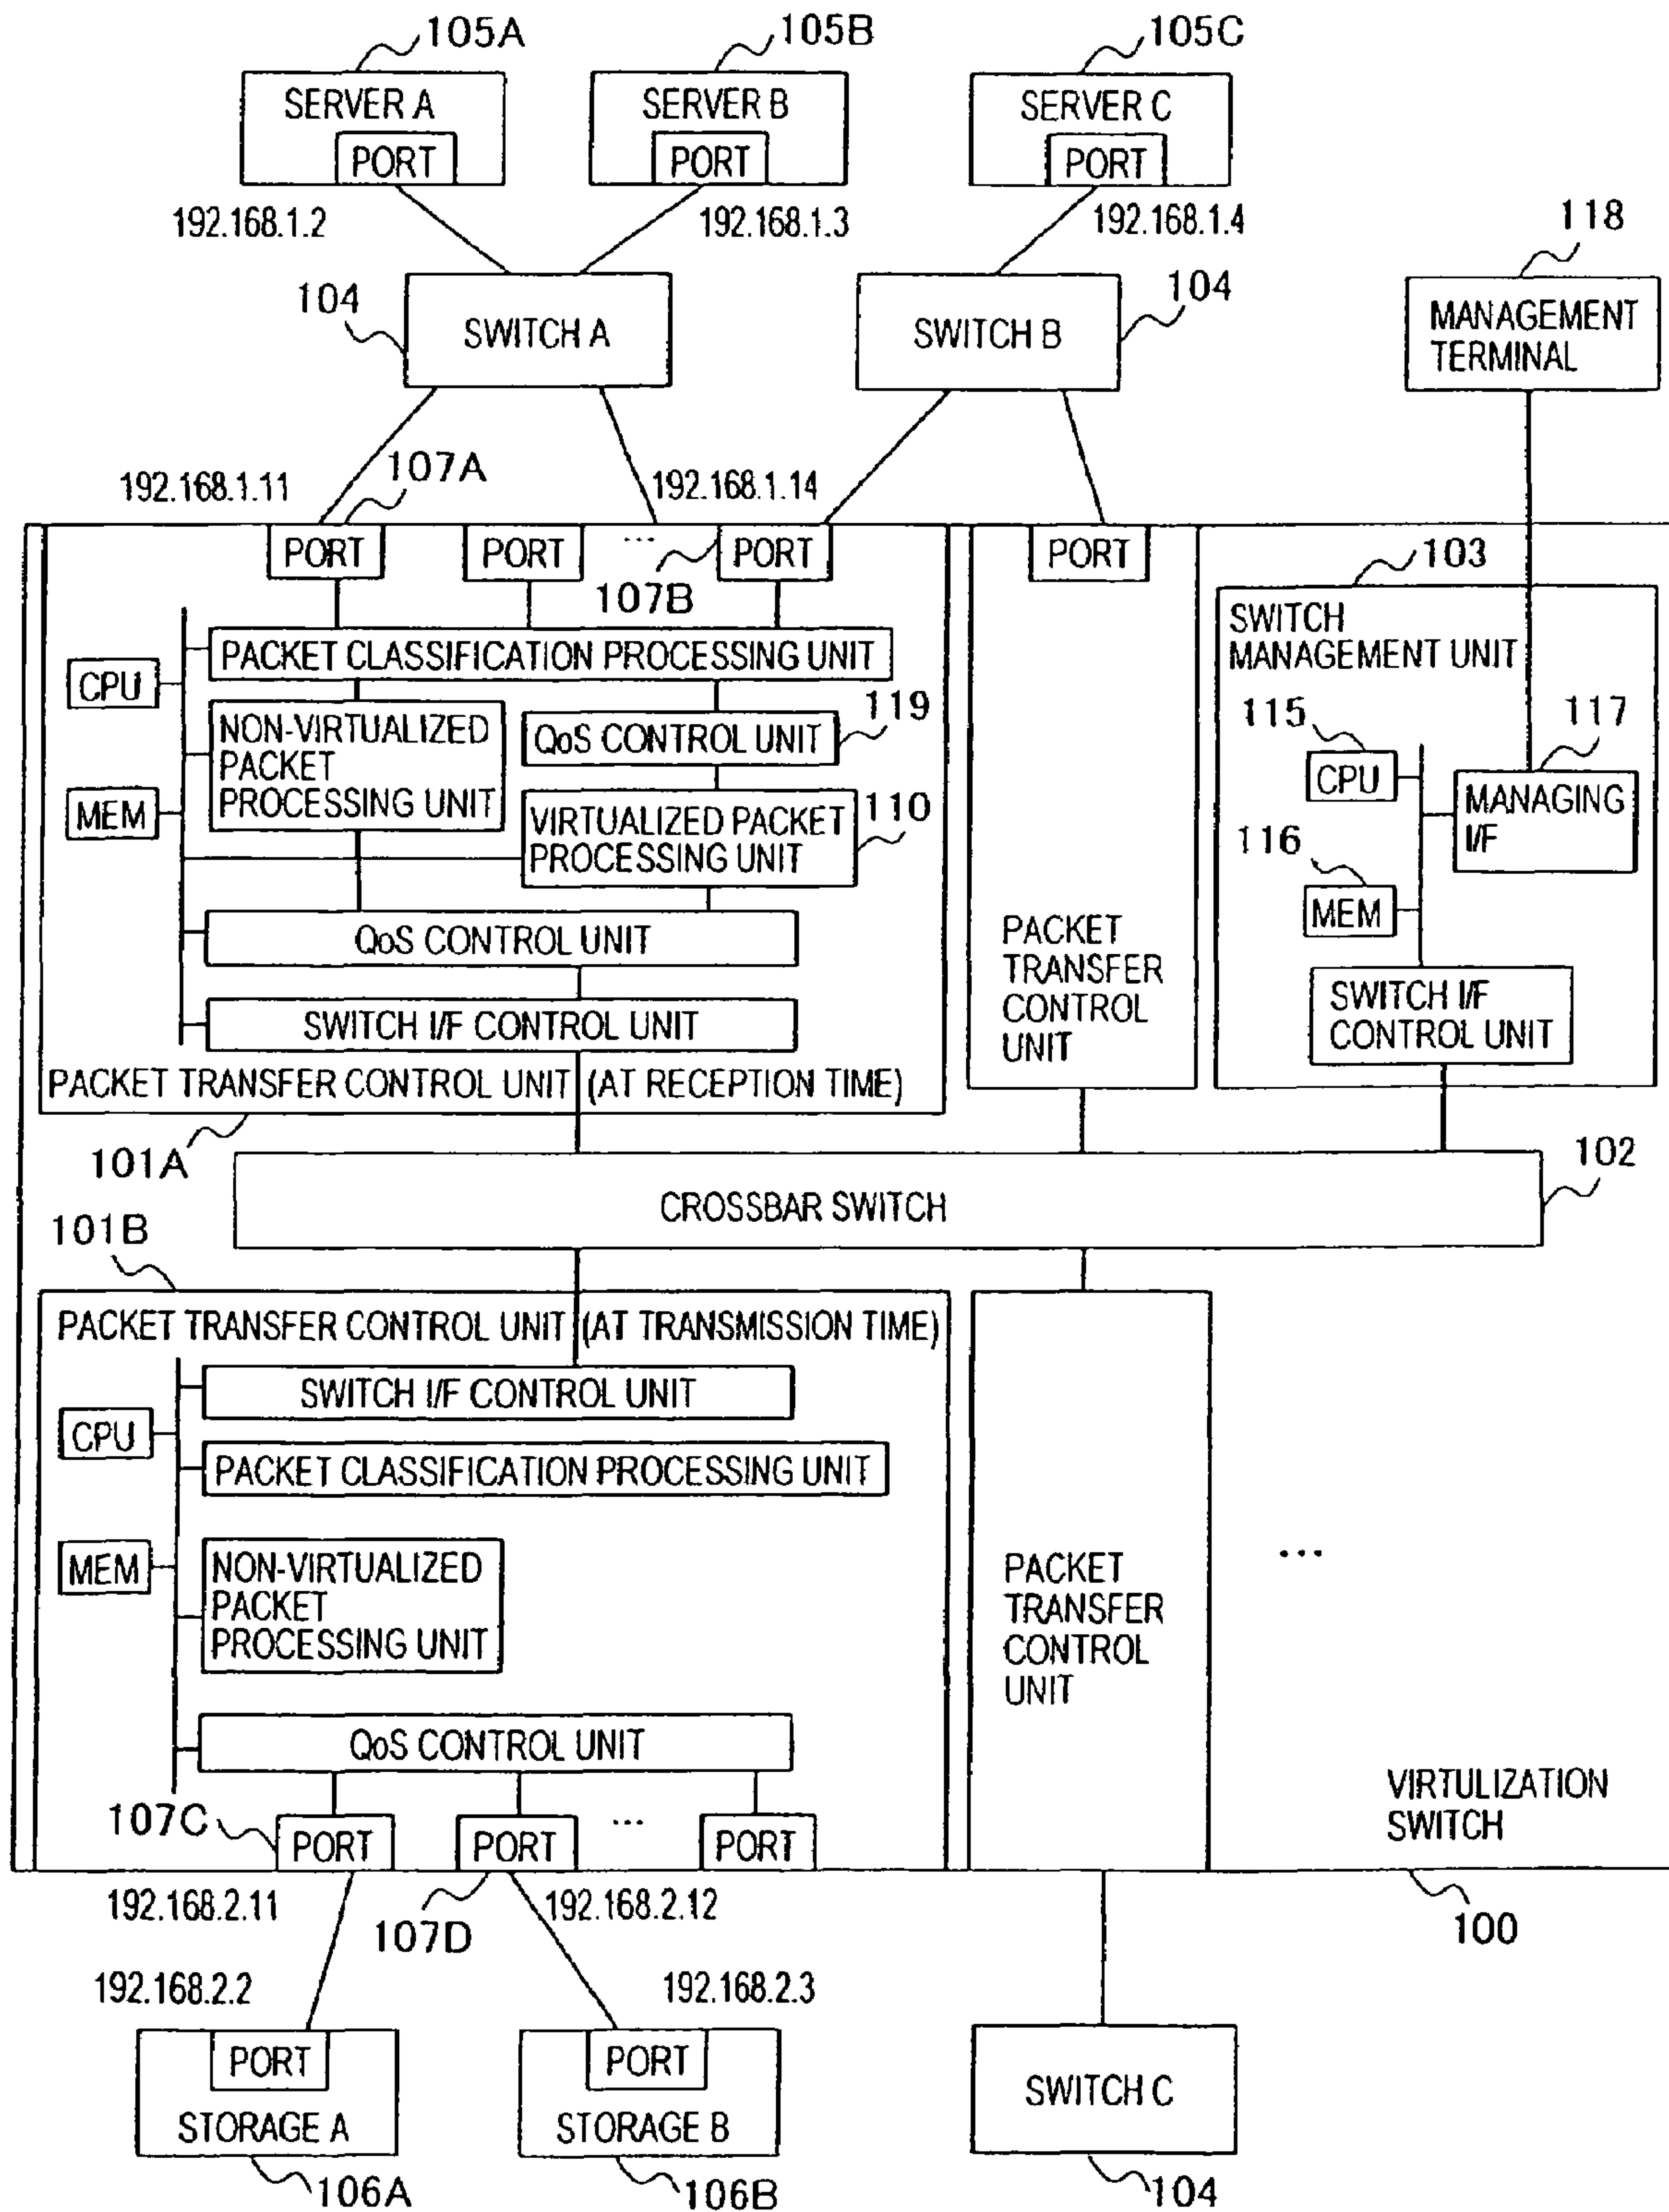 105A
105B
105C
SERVER A
SERVER B
SERVER C
PORT
PORT
PORT
192.168.1.2
192.168.1.3
192.168.1.4
118
104
SWITCH A
SWITCH B
104
MANAGEMENT
TERMINAL
192.168.1.11
107A
192.168.1.14
PORT
PORT
...
PORT
PORT
107B
103
SWITCH
MANAGEMENT UNIT
PACKET CLASSIFICATION PROCESSING UNIT
CPU
NON-VIRTUALIZED
PACKET
PROCESSING UNIT
QoS CONTROL UNIT
119
115
117
CPU
MANAGING
I/F
MEM
VIRTUALIZED PACKET
PROCESSING UNIT
110
116
MEM
QoS CONTROL UNIT
PACKET
TRANSFER
CONTROL
UNIT
SWITCH I/F
CONTROL UNIT
SWITCH I/F CONTROL UNIT
PACKET TRANSFER CONTROL UNIT (AT RECEPTION TIME)
101A
102
CROSSBAR SWITCH
101B
PACKET TRANSFER CONTROL UNIT (AT TRANSMISSION TIME)
SWITCH I/F CONTROL UNIT
CPU
PACKET CLASSIFICATION PROCESSING UNIT
MEM
NON-VIRTUALIZED
PACKET
PROCESSING UNIT
PACKET
TRANSFER
CONTROL
UNIT
...
QoS CONTROL UNIT
VIRTULIZATION
SWITCH
107C
PORT
PORT
...
PORT
192.168.2.11
107D
192.168.2.12
100
192.168.2.2
192.168.2.3
PORT
PORT
STORAGE A
STORAGE B
SWITCH C
106A
106B
104